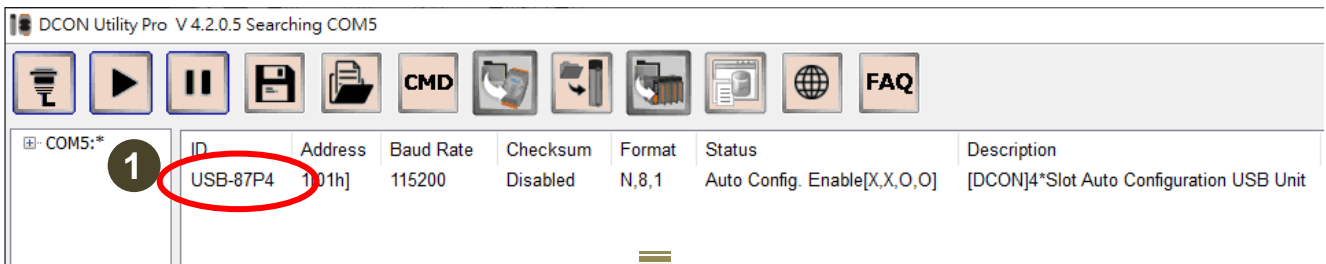 DCON Utility Pro V 4.2.0.5 Searching COM5
CMD
FAQ
COM5:*
1
ID Address Baud Rate Checksum Format Status Description
USB-87P4 1[01h] 115200 Disabled N,8,1 Auto Config. Enable[X,X,O,O] [DCON]4*Slot Auto Configuration USB Unit